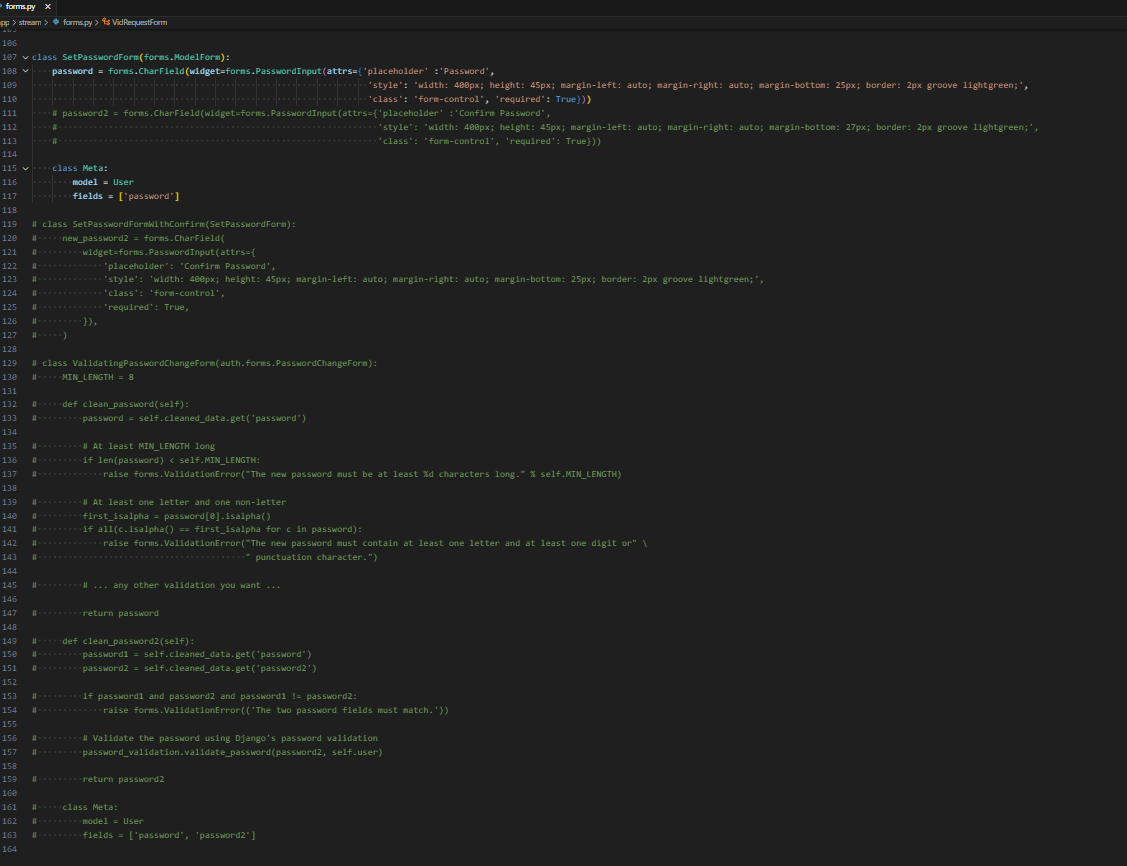 forms.py ×
app > stream > forms.py > VidRequestForm
105
106
107 class SetPasswordForm(forms.ModelForm):
108     password = forms.CharField(widget=forms.PasswordInput(attrs={'placeholder' :'Password',
109                                                                   'style': 'width: 400px; height: 45px; margin-left: auto; margin-right: auto; margin-bottom: 25px; border: 2px groove lightgreen;',
110                                                                   'class': 'form-control', 'required': True}))
111     # password2 = forms.CharField(widget=forms.PasswordInput(attrs={'placeholder' :'Confirm Password',
112     #                                                               'style': 'width: 400px; height: 45px; margin-left: auto; margin-right: auto; margin-bottom: 27px; border: 2px groove lightgreen;',
113     #                                                               'class': 'form-control', 'required': True}))
114
115     class Meta:
116         model = User
117         fields = ['password']
118
119 # class SetPasswordFormWithConfirm(SetPasswordForm):
120 #     new_password2 = forms.CharField(
121 #         widget=forms.PasswordInput(attrs={
122 #             'placeholder': 'Confirm Password',
123 #             'style': 'width: 400px; height: 45px; margin-left: auto; margin-right: auto; margin-bottom: 25px; border: 2px groove lightgreen;',
124 #             'class': 'form-control',
125 #             'required': True,
126 #         }),
127 #     )
128
129 # class ValidatingPasswordChangeForm(auth.forms.PasswordChangeForm):
130 #     MIN_LENGTH = 8
131
132 #     def clean_password(self):
133 #         password = self.cleaned_data.get('password')
134
135 #         # At least MIN_LENGTH long
136 #         if len(password) < self.MIN_LENGTH:
137 #             raise forms.ValidationError("The new password must be at least %d characters long." % self.MIN_LENGTH)
138
139 #         # At least one letter and one non-letter
140 #         first_isalpha = password[0].isalpha()
141 #         if all(c.isalpha() == first_isalpha for c in password):
142 #             raise forms.ValidationError("The new password must contain at least one letter and at least one digit or" \
143 #                                         " punctuation character.")
144
145 #         # ... any other validation you want ...
146
147 #         return password
148
149 #     def clean_password2(self):
150 #         password1 = self.cleaned_data.get('password')
151 #         password2 = self.cleaned_data.get('password2')
152
153 #         if password1 and password2 and password1 != password2:
154 #             raise forms.ValidationError(('The two password fields must match.'})
155
156 #         # Validate the password using Django's password validation
157 #         password_validation.validate_password(password2, self.user)
158
159 #         return password2
160
161 #     class Meta:
162 #         model = User
163 #         fields = ['password', 'password2']
164